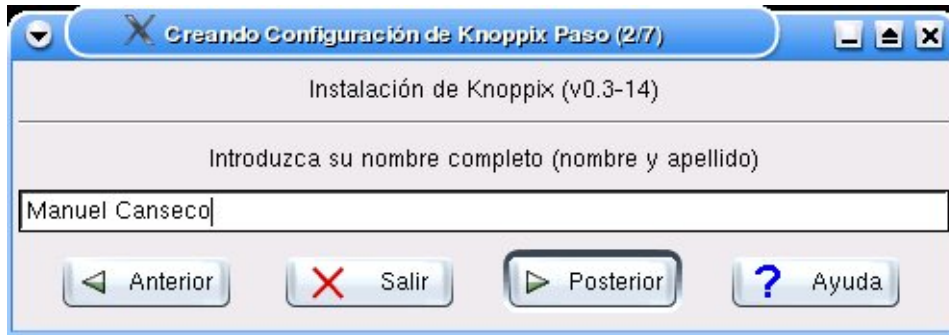 Creando Configuración de Knoppix Paso (2/7)
Instalación de Knoppix (v0.3-14)
Introduzca su nombre completo (nombre y apellido)
Manuel Canseco
Anterior Salir Posterior ? Ayuda